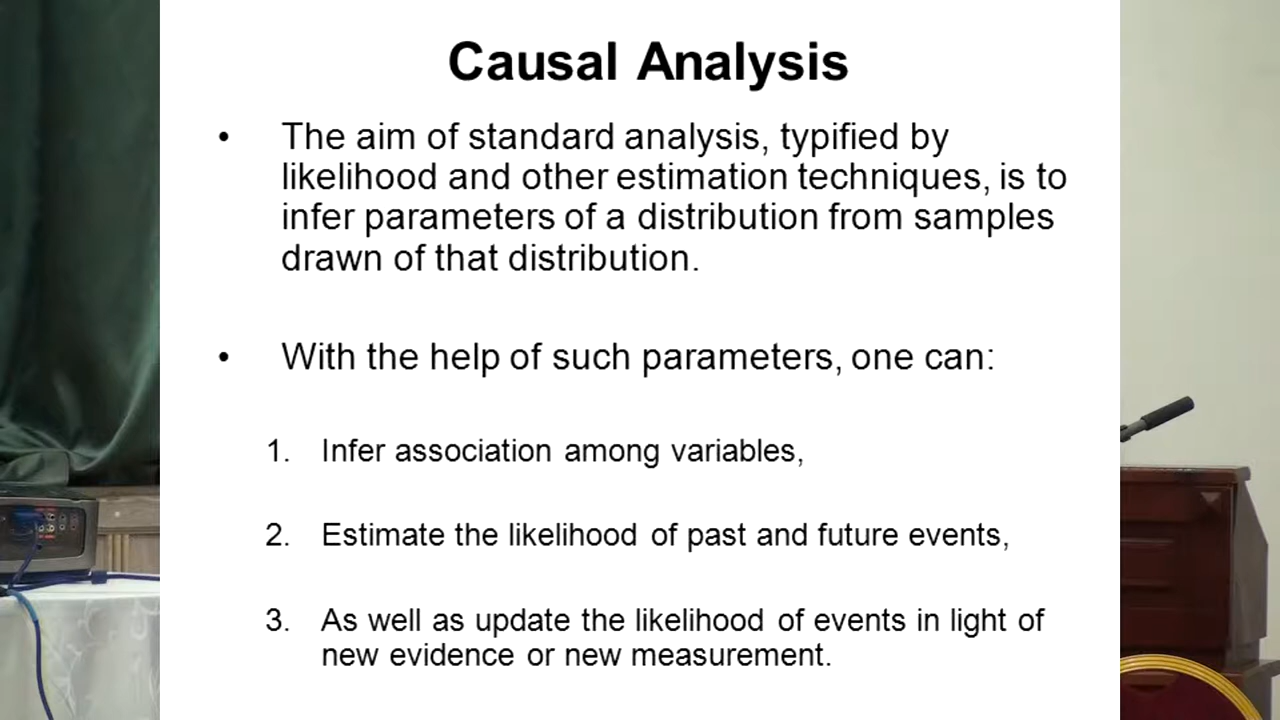 Causal Analysis
• The aim of standard analysis, typified by
likelihood and other estimation techniques, is to
infer parameters of a distribution from samples
drawn of that distribution.
• With the help of such parameters, one can:
1. Infer association among variables,
2. Estimate the likelihood of past and future events,
3. As well as update the likelihood of events in light of
new evidence or new measurement.